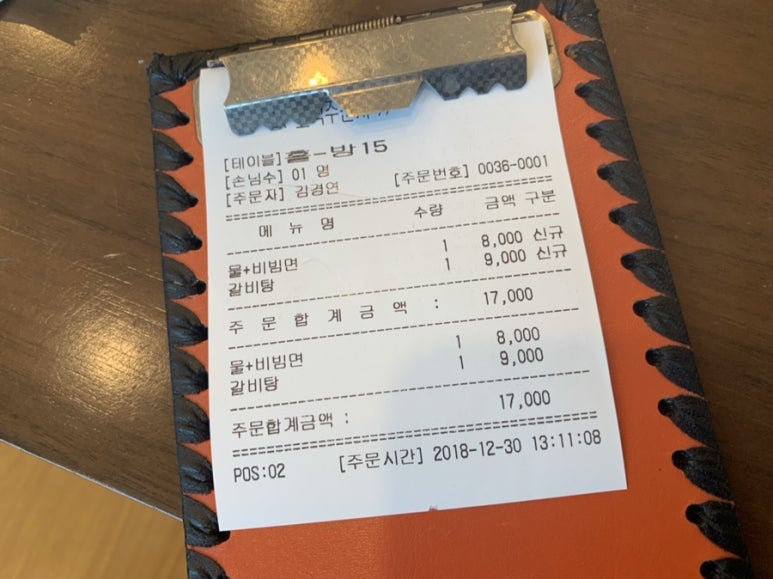 [테이블] 홀-방15
[손님수] 01 명
[주문자] 김경연 [주문번호] 0036-0001
메 뉴 명 수량 금액 구분
물+비빔면 1 8,000 신규
갈비탕 1 9,000 신규
주 문 합 계 금 액 : 17,000
물+비빔면 1 8,000
갈비탕 1 9,000
주문합계금액 : 17,000
POS:02 [주문시간] 2018-12-30 13:11:08